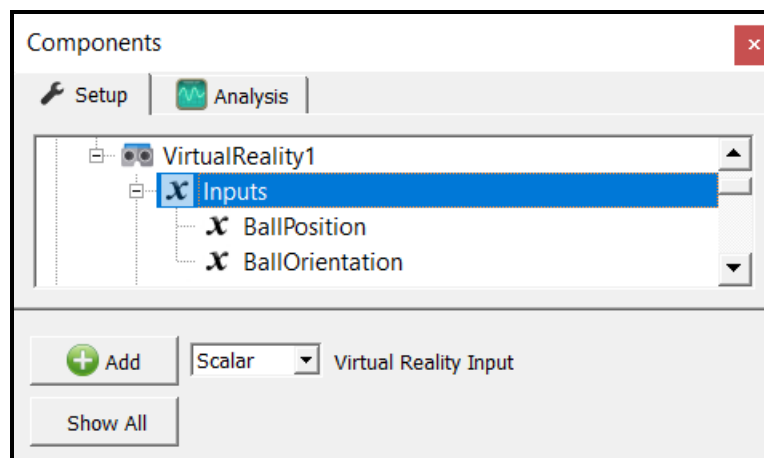 Components
Setup Analysis
VirtualReality1
x Inputs
x BallPosition
x BallOrientation
Add Scalar Virtual Reality Input
Show All